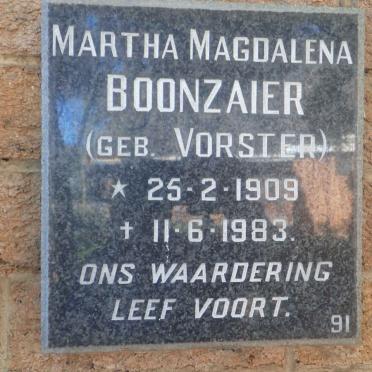 MARTHA MAGDALENA
BOONZAIER
(GEB. VORSTER)
★ 25-2-1909
✝ 11-6-1983.
ONS WAARDERING
LEEF VOORT.
91